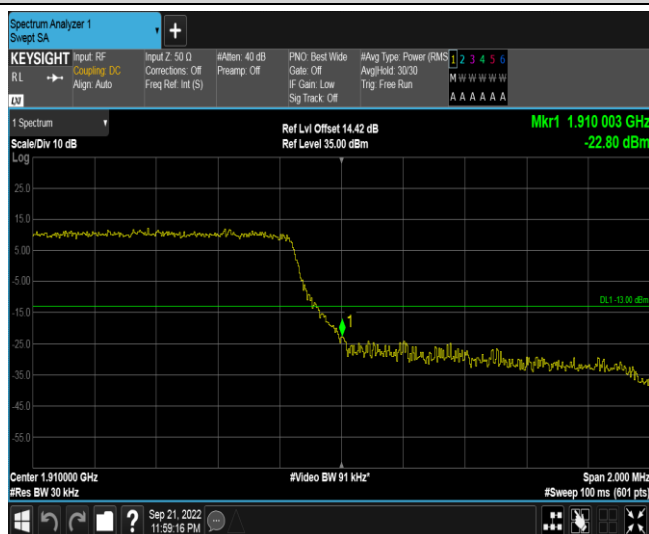 Spectrum Analyzer 1
Swept SA
+
KEYSIGHT
RL
Input: RF
Coupling: DC
Align: Auto
Input Z: 50 Ω
Corrections: Off
Freq Ref: Int (S)
#Atten: 40 dB
Preamp: Off
PNO: Best Wide
Gate: Off
IF Gain: Low
Sig Track: Off
#Avg Type: Power (RMS
Avg|Hold: 30/30
Trig: Free Run
1 2 3 4 5 6
M W W W W W
A A A A A A
LXI
1 Spectrum
Scale/Div 10 dB
Ref Lvl Offset 14.42 dB
Ref Level 35.00 dBm
Mkr1 1.910 003 GHz
-22.80 dBm
Log
25.0
15.0
5.00
-5.00
-15.0
-25.0
-35.0
-45.0
-55.0
DL1 -13.00 dBm
1
Center 1.910000 GHz
#Res BW 30 kHz
#Video BW 91 kHz*
Span 2.000 MHz
#Sweep 100 ms (601 pts)
?
Sep 21, 2022
11:59:16 PM